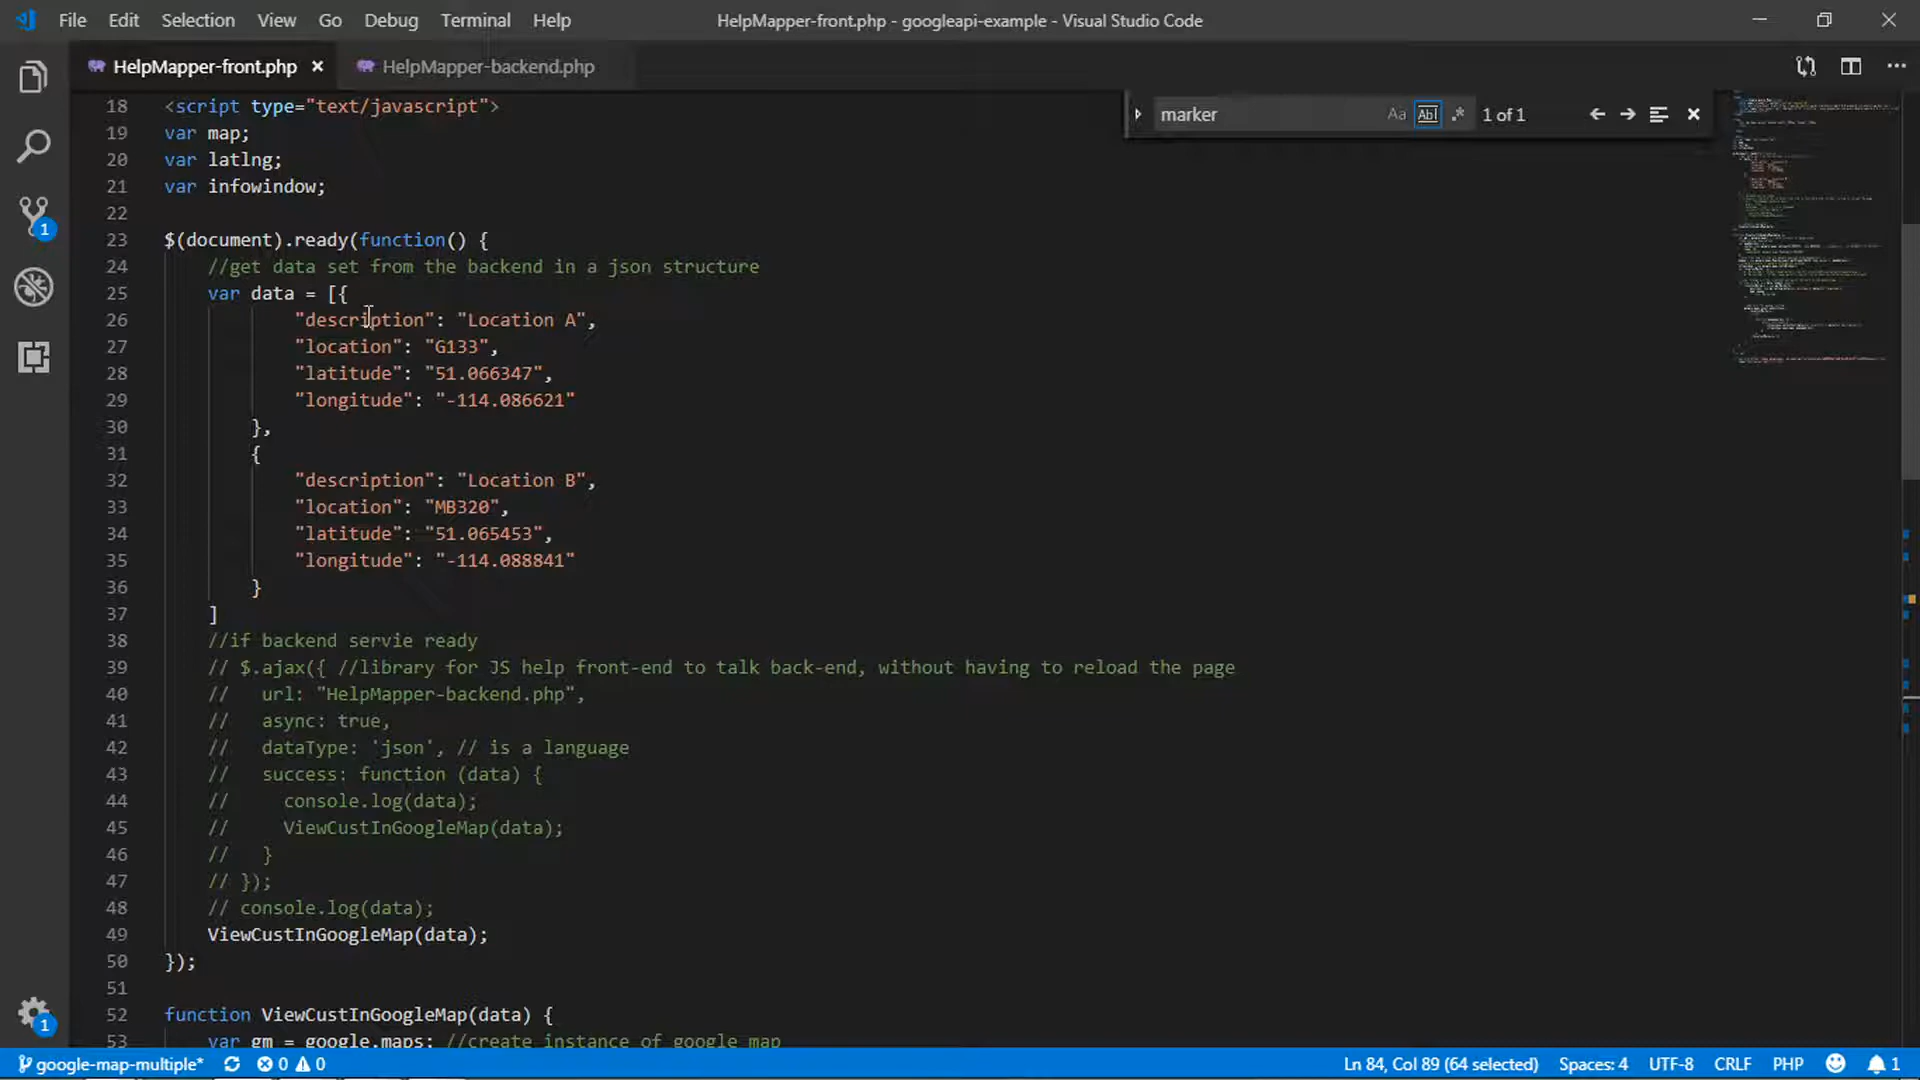 File Edit Selection View Go Debug Terminal Help HelpMapper-front.php - googleapi-example - Visual Studio Code
HelpMapper-front.php HelpMapper-backend.php
marker Aa Abl .* 1 of 1
18 <script type="text/javascript">
19 var map;
20 var latlng;
21 var infowindow;
22
23 $(document).ready(function() {
24 //get data set from the backend in a json structure
25 var data = [{
26 "description": "Location A",
27 "location": "G133",
28 "latitude": "51.066347",
29 "longitude": "-114.086621"
30 },
31 {
32 "description": "Location B",
33 "location": "MB320",
34 "latitude": "51.065453",
35 "longitude": "-114.088841"
36 }
37 ]
38 //if backend servie ready
39 // $.ajax({ //library for JS help front-end to talk back-end, without having to reload the page
40 // url: "HelpMapper-backend.php",
41 // async: true,
42 // dataType: 'json', // is a language
43 // success: function (data) {
44 // console.log(data);
45 // ViewCustInGoogleMap(data);
46 // }
47 // });
48 // console.log(data);
49 ViewCustInGoogleMap(data);
50 });
51
52 function ViewCustInGoogleMap(data) {
53 var gm = google.maps; //create instance of google map
1
1
google-map-multiple* 0 0 Ln 84, Col 89 (64 selected) Spaces: 4 UTF-8 CRLF PHP 1